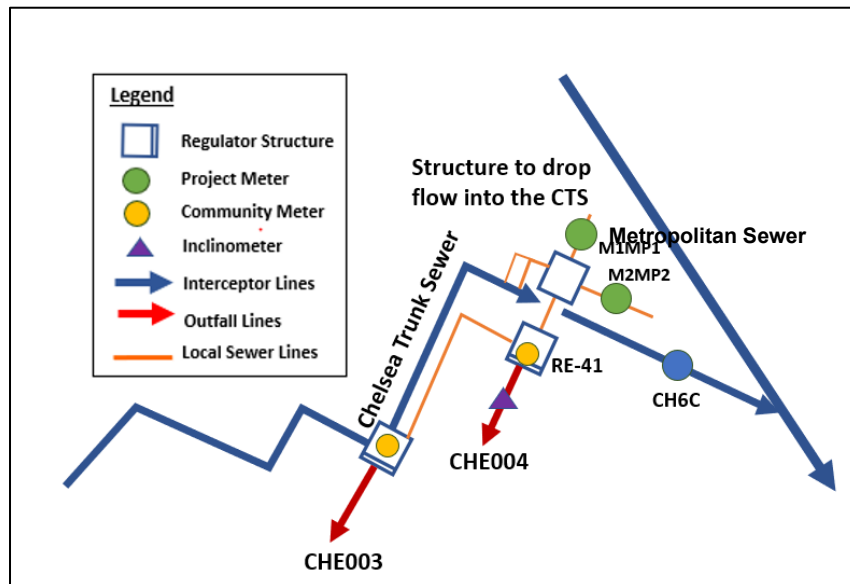 Legend
Regulator Structure
Project Meter
Community Meter
Inclinometer
Interceptor Lines
Outfall Lines
Local Sewer Lines
Structure to drop
flow into the CTS
Metropolitan Sewer
M1MP1
M2MP2
Chelsea Trunk Sewer
RE-41
CH6C
CHE004
CHE003